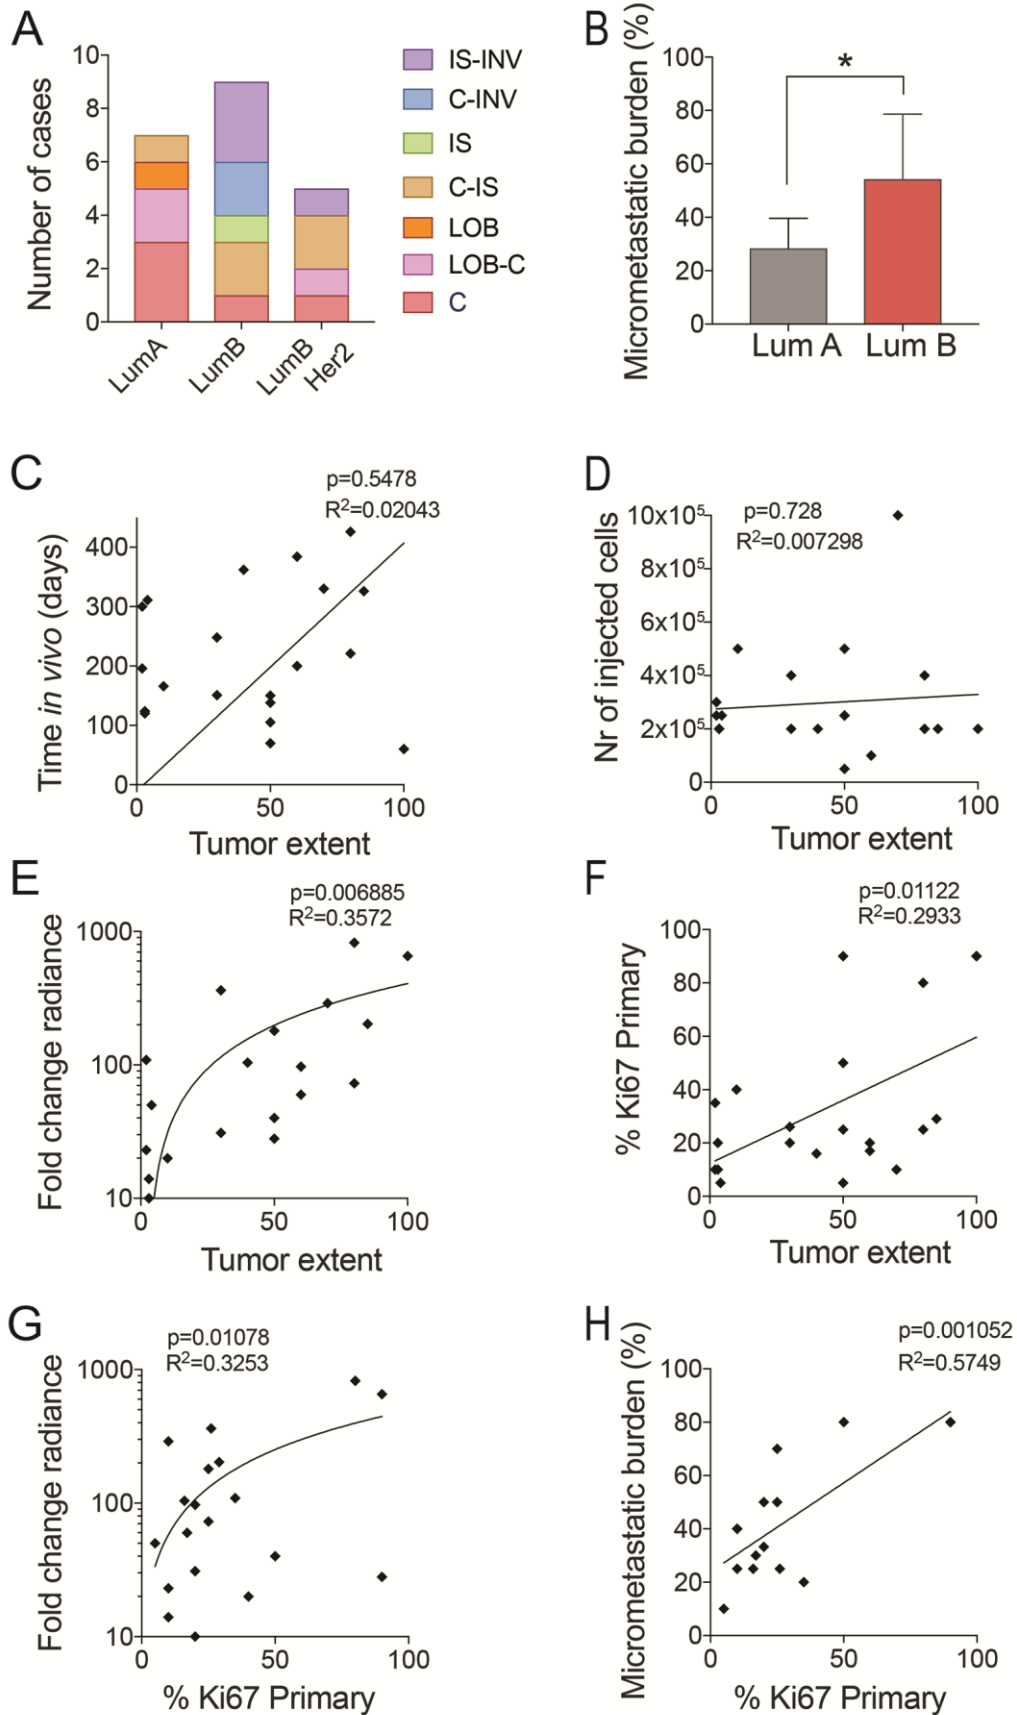 A
Number of cases
10
8
6
4
2
0
LumA
LumB
LumB
Her2
IS-INV
C-INV
IS
C-IS
LOB
LOB-C
C
B
Micrometastatic burden (%)
100
80
60
40
20
0
*
Lum A
Lum B
C
p=0.5478
R²=0.02043
Time in vivo (days)
400
300
200
100
0
0
50
100
Tumor extent
D
p=0.728
R²=0.007298
Nr of injected cells
10x10⁵
8x10⁵
6x10⁵
4x10⁵
2x10⁵
0
0
50
100
Tumor extent
E
p=0.006885
R²=0.3572
Fold change radiance
1000
100
10
0
50
100
Tumor extent
F
p=0.01122
R²=0.2933
% Ki67 Primary
100
80
60
40
20
0
0
50
100
Tumor extent
G
p=0.01078
R²=0.3253
Fold change radiance
1000
100
10
0
50
100
% Ki67 Primary
H
p=0.001052
R²=0.5749
Micrometastatic burden (%)
100
80
60
40
20
0
0
50
100
% Ki67 Primary